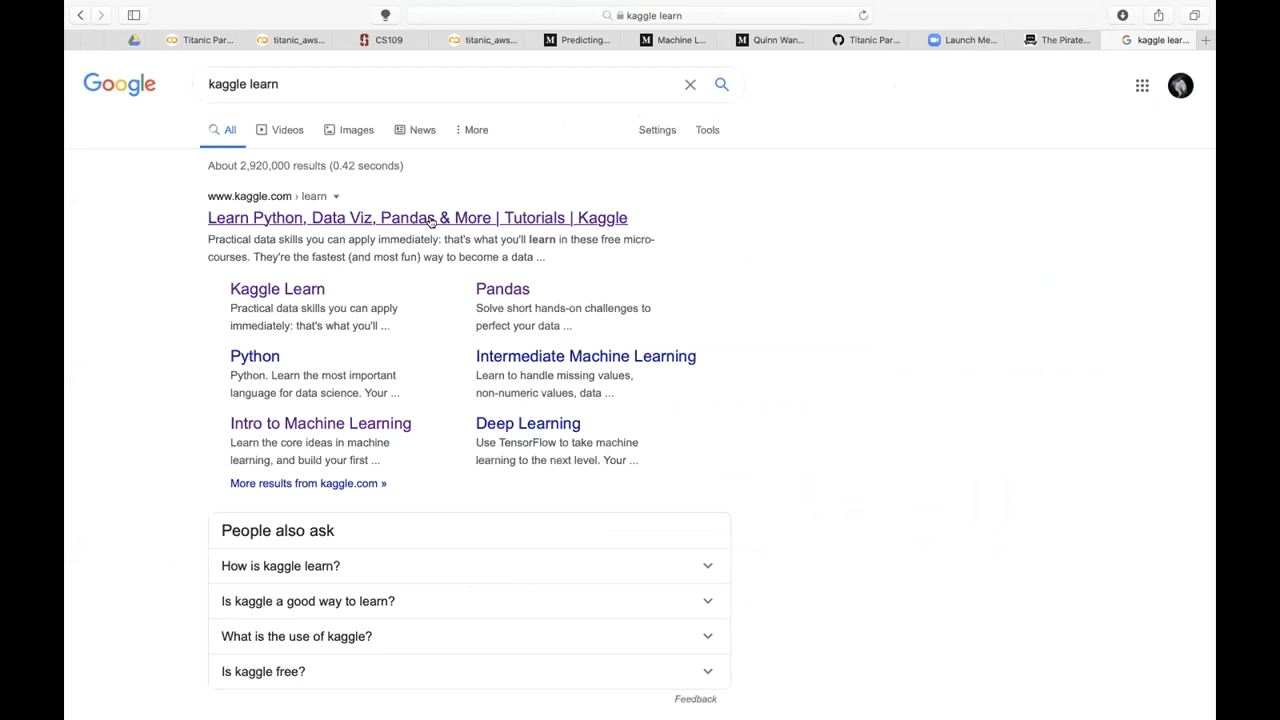 kaggle learn
Titanic Par...
titanic_aws...
CS109
titanic_aws...
Predicting...
Machine L...
Quinn Wan...
Titanic Par...
Launch Me...
The Pirate...
kaggle lear...
Google
kaggle learn
All
Videos
Images
News
More
Settings
Tools
About 2,920,000 results (0.42 seconds)
www.kaggle.com › learn
Learn Python, Data Viz, Pandas & More | Tutorials | Kaggle
Practical data skills you can apply immediately: that's what you'll learn in these free micro-
courses. They're the fastest (and most fun) way to become a data ...
Kaggle Learn
Practical data skills you can apply
immediately: that's what you'll ...
Pandas
Solve short hands-on challenges to
perfect your data ...
Python
Python. Learn the most important
language for data science. Your ...
Intermediate Machine Learning
Learn to handle missing values,
non-numeric values, data ...
Intro to Machine Learning
Learn the core ideas in machine
learning, and build your first ...
Deep Learning
Use TensorFlow to take machine
learning to the next level. Your ...
More results from kaggle.com »
People also ask
How is kaggle learn?
Is kaggle a good way to learn?
What is the use of kaggle?
Is kaggle free?
Feedback